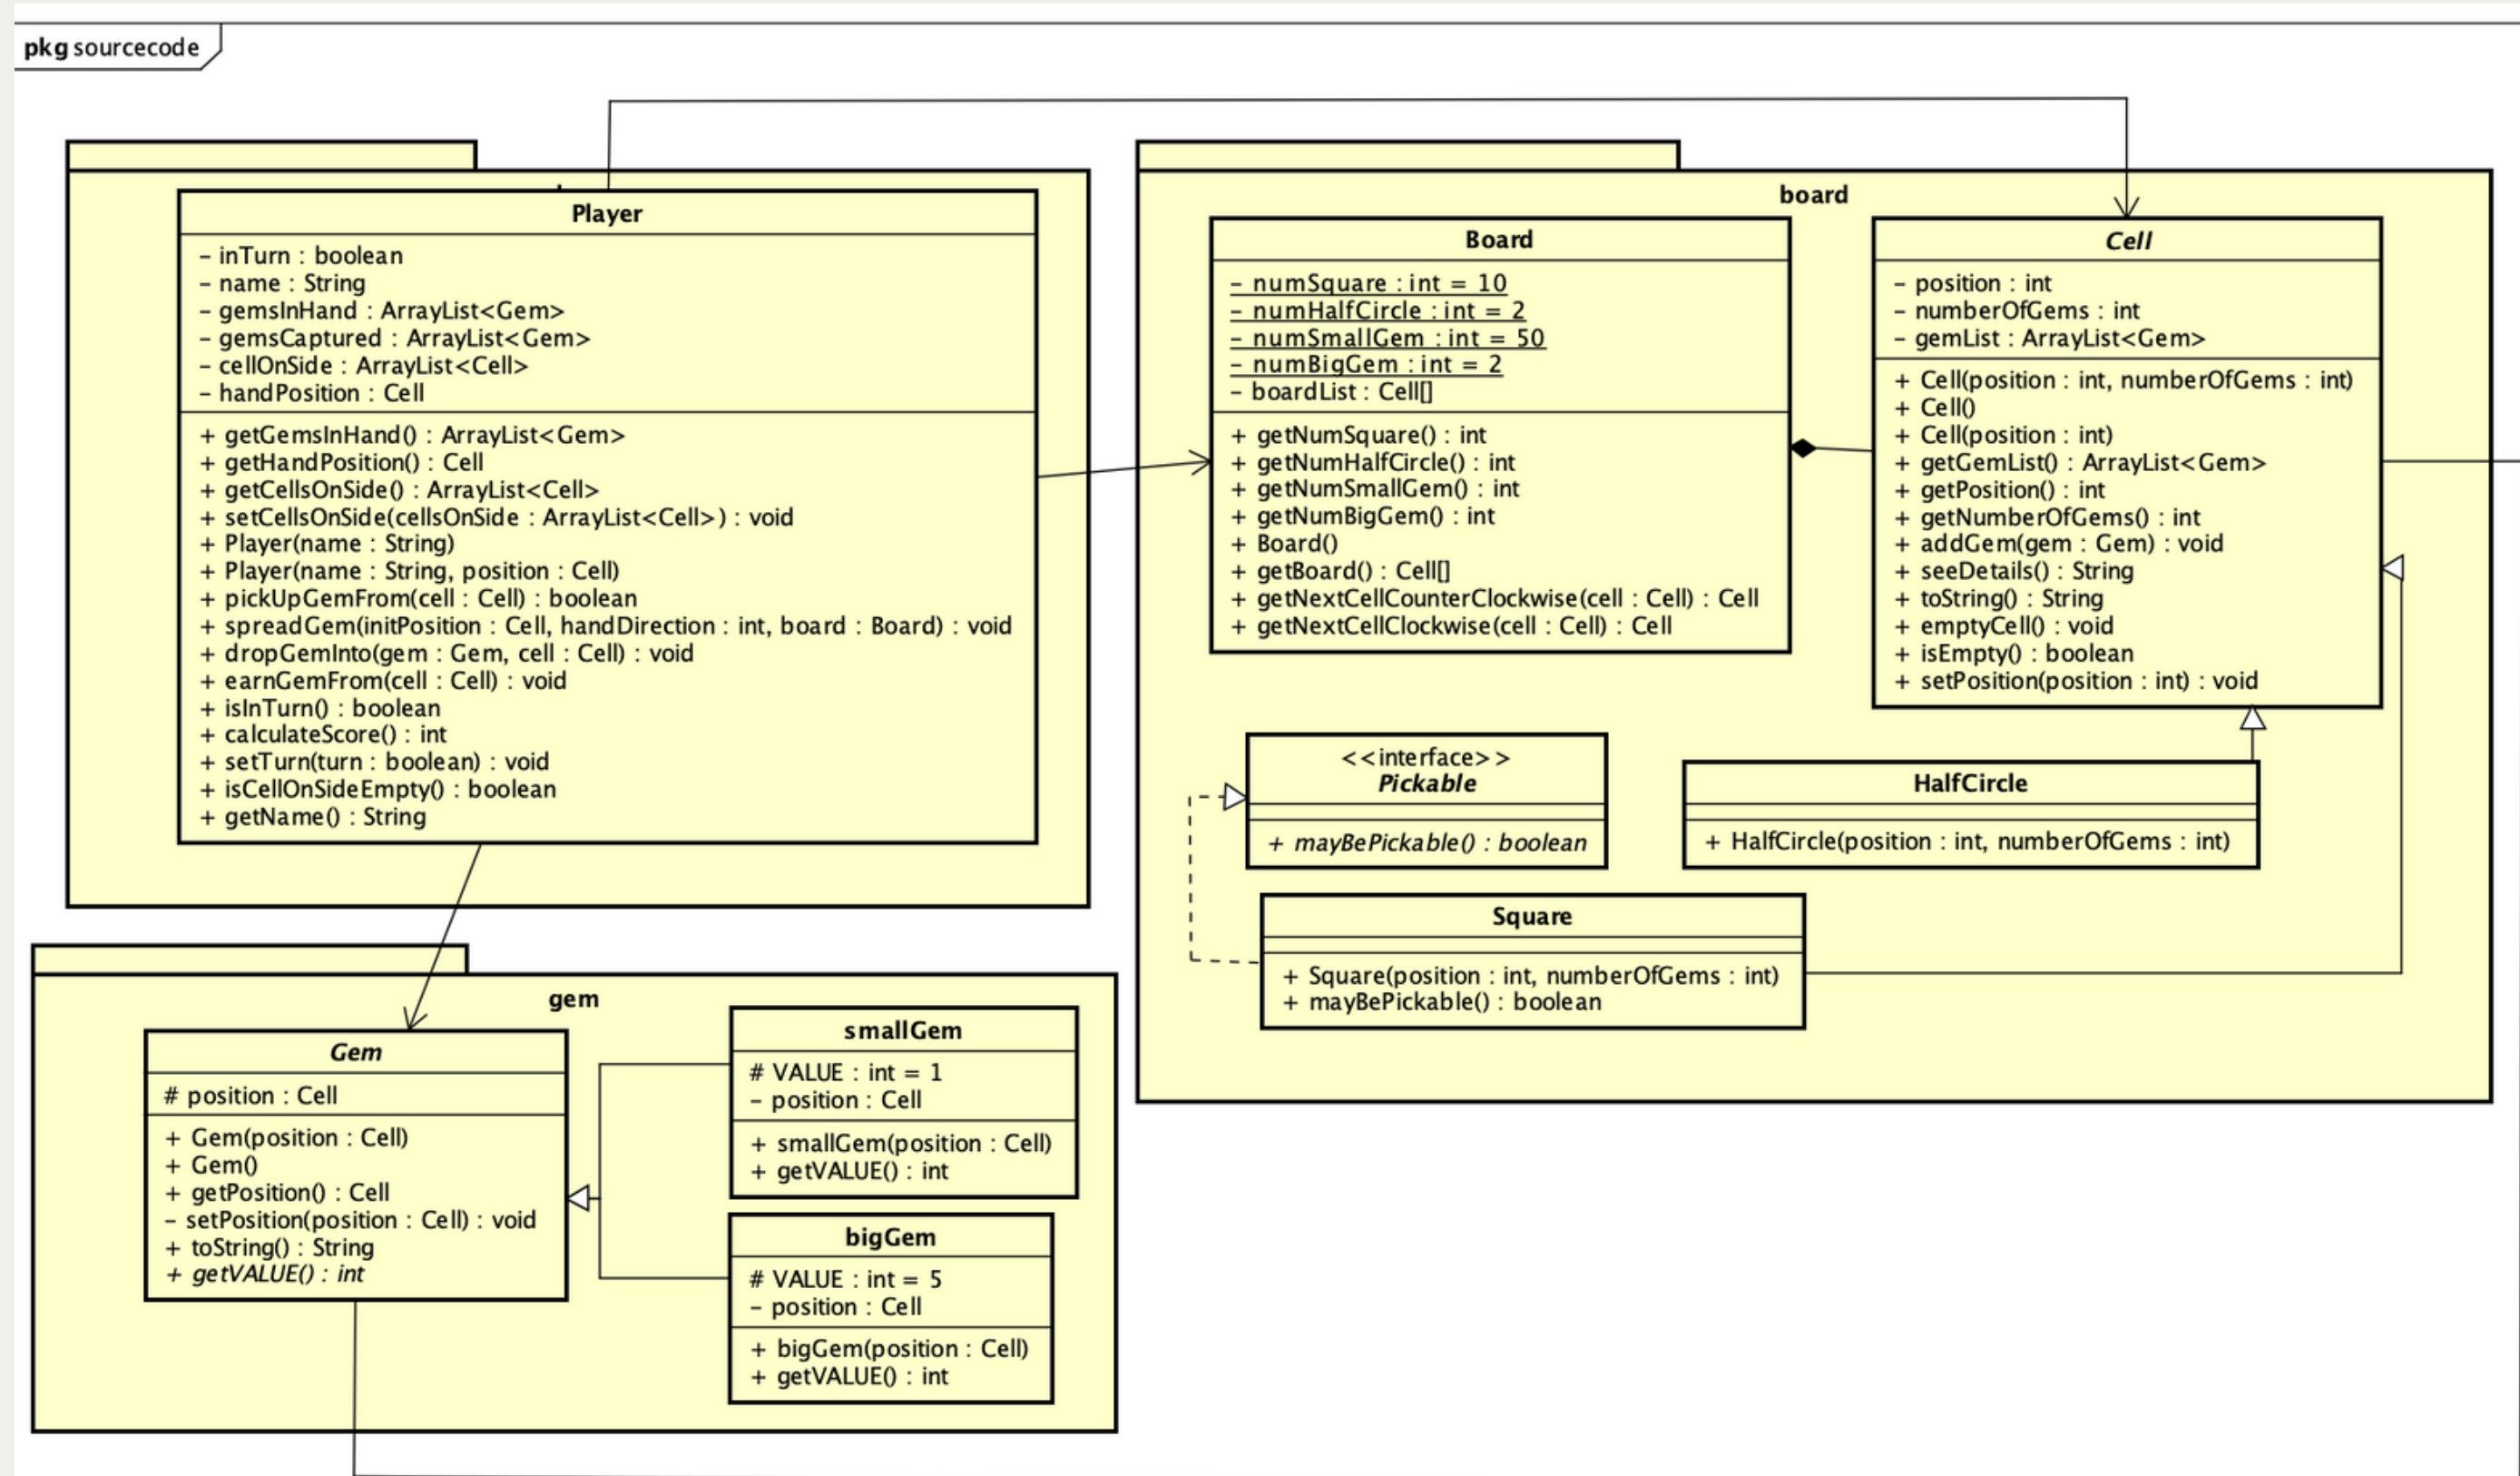 pkg sourcecode
Player
– inTurn : boolean
– name : String
– gemsInHand : ArrayList<Gem>
– gemsCaptured : ArrayList<Gem>
– cellOnSide : ArrayList<Cell>
– handPosition : Cell
+ getGemsInHand() : ArrayList<Gem>
+ getHandPosition() : Cell
+ getCellsOnSide() : ArrayList<Cell>
+ setCellsOnSide(cellsOnSide : ArrayList<Cell>) : void
+ Player(name : String)
+ Player(name : String, position : Cell)
+ pickUpGemFrom(cell : Cell) : boolean
+ spreadGem(initPosition : Cell, handDirection : int, board : Board) : void
+ dropGemInto(gem : Gem, cell : Cell) : void
+ earnGemFrom(cell : Cell) : void
+ isInTurn() : boolean
+ calculateScore() : int
+ setTurn(turn : boolean) : void
+ isCellOnSideEmpty() : boolean
+ getName() : String
board
Board
– numSquare : int = 10
– numHalfCircle : int = 2
– numSmallGem : int = 50
– numBigGem : int = 2
– boardList : Cell[]
+ getNumSquare() : int
+ getNumHalfCircle() : int
+ getNumSmallGem() : int
+ getNumBigGem() : int
+ Board()
+ getBoard() : Cell[]
+ getNextCellCounterClockwise(cell : Cell) : Cell
+ getNextCellClockwise(cell : Cell) : Cell
Cell
– position : int
– numberOfGems : int
– gemList : ArrayList<Gem>
+ Cell(position : int, numberOfGems : int)
+ Cell()
+ Cell(position : int)
+ getGemList() : ArrayList<Gem>
+ getPosition() : int
+ getNumberOfGems() : int
+ addGem(gem : Gem) : void
+ seeDetails() : String
+ toString() : String
+ emptyCell() : void
+ isEmpty() : boolean
+ setPosition(position : int) : void
<<interface>>
Pickable
+ mayBePickable() : boolean
HalfCircle
+ HalfCircle(position : int, numberOfGems : int)
Square
+ Square(position : int, numberOfGems : int)
+ mayBePickable() : boolean
gem
Gem
# position : Cell
+ Gem(position : Cell)
+ Gem()
+ getPosition() : Cell
– setPosition(position : Cell) : void
+ toString() : String
+ getVALUE() : int
smallGem
# VALUE : int = 1
– position : Cell
+ smallGem(position : Cell)
+ getVALUE() : int
bigGem
# VALUE : int = 5
– position : Cell
+ bigGem(position : Cell)
+ getVALUE() : int